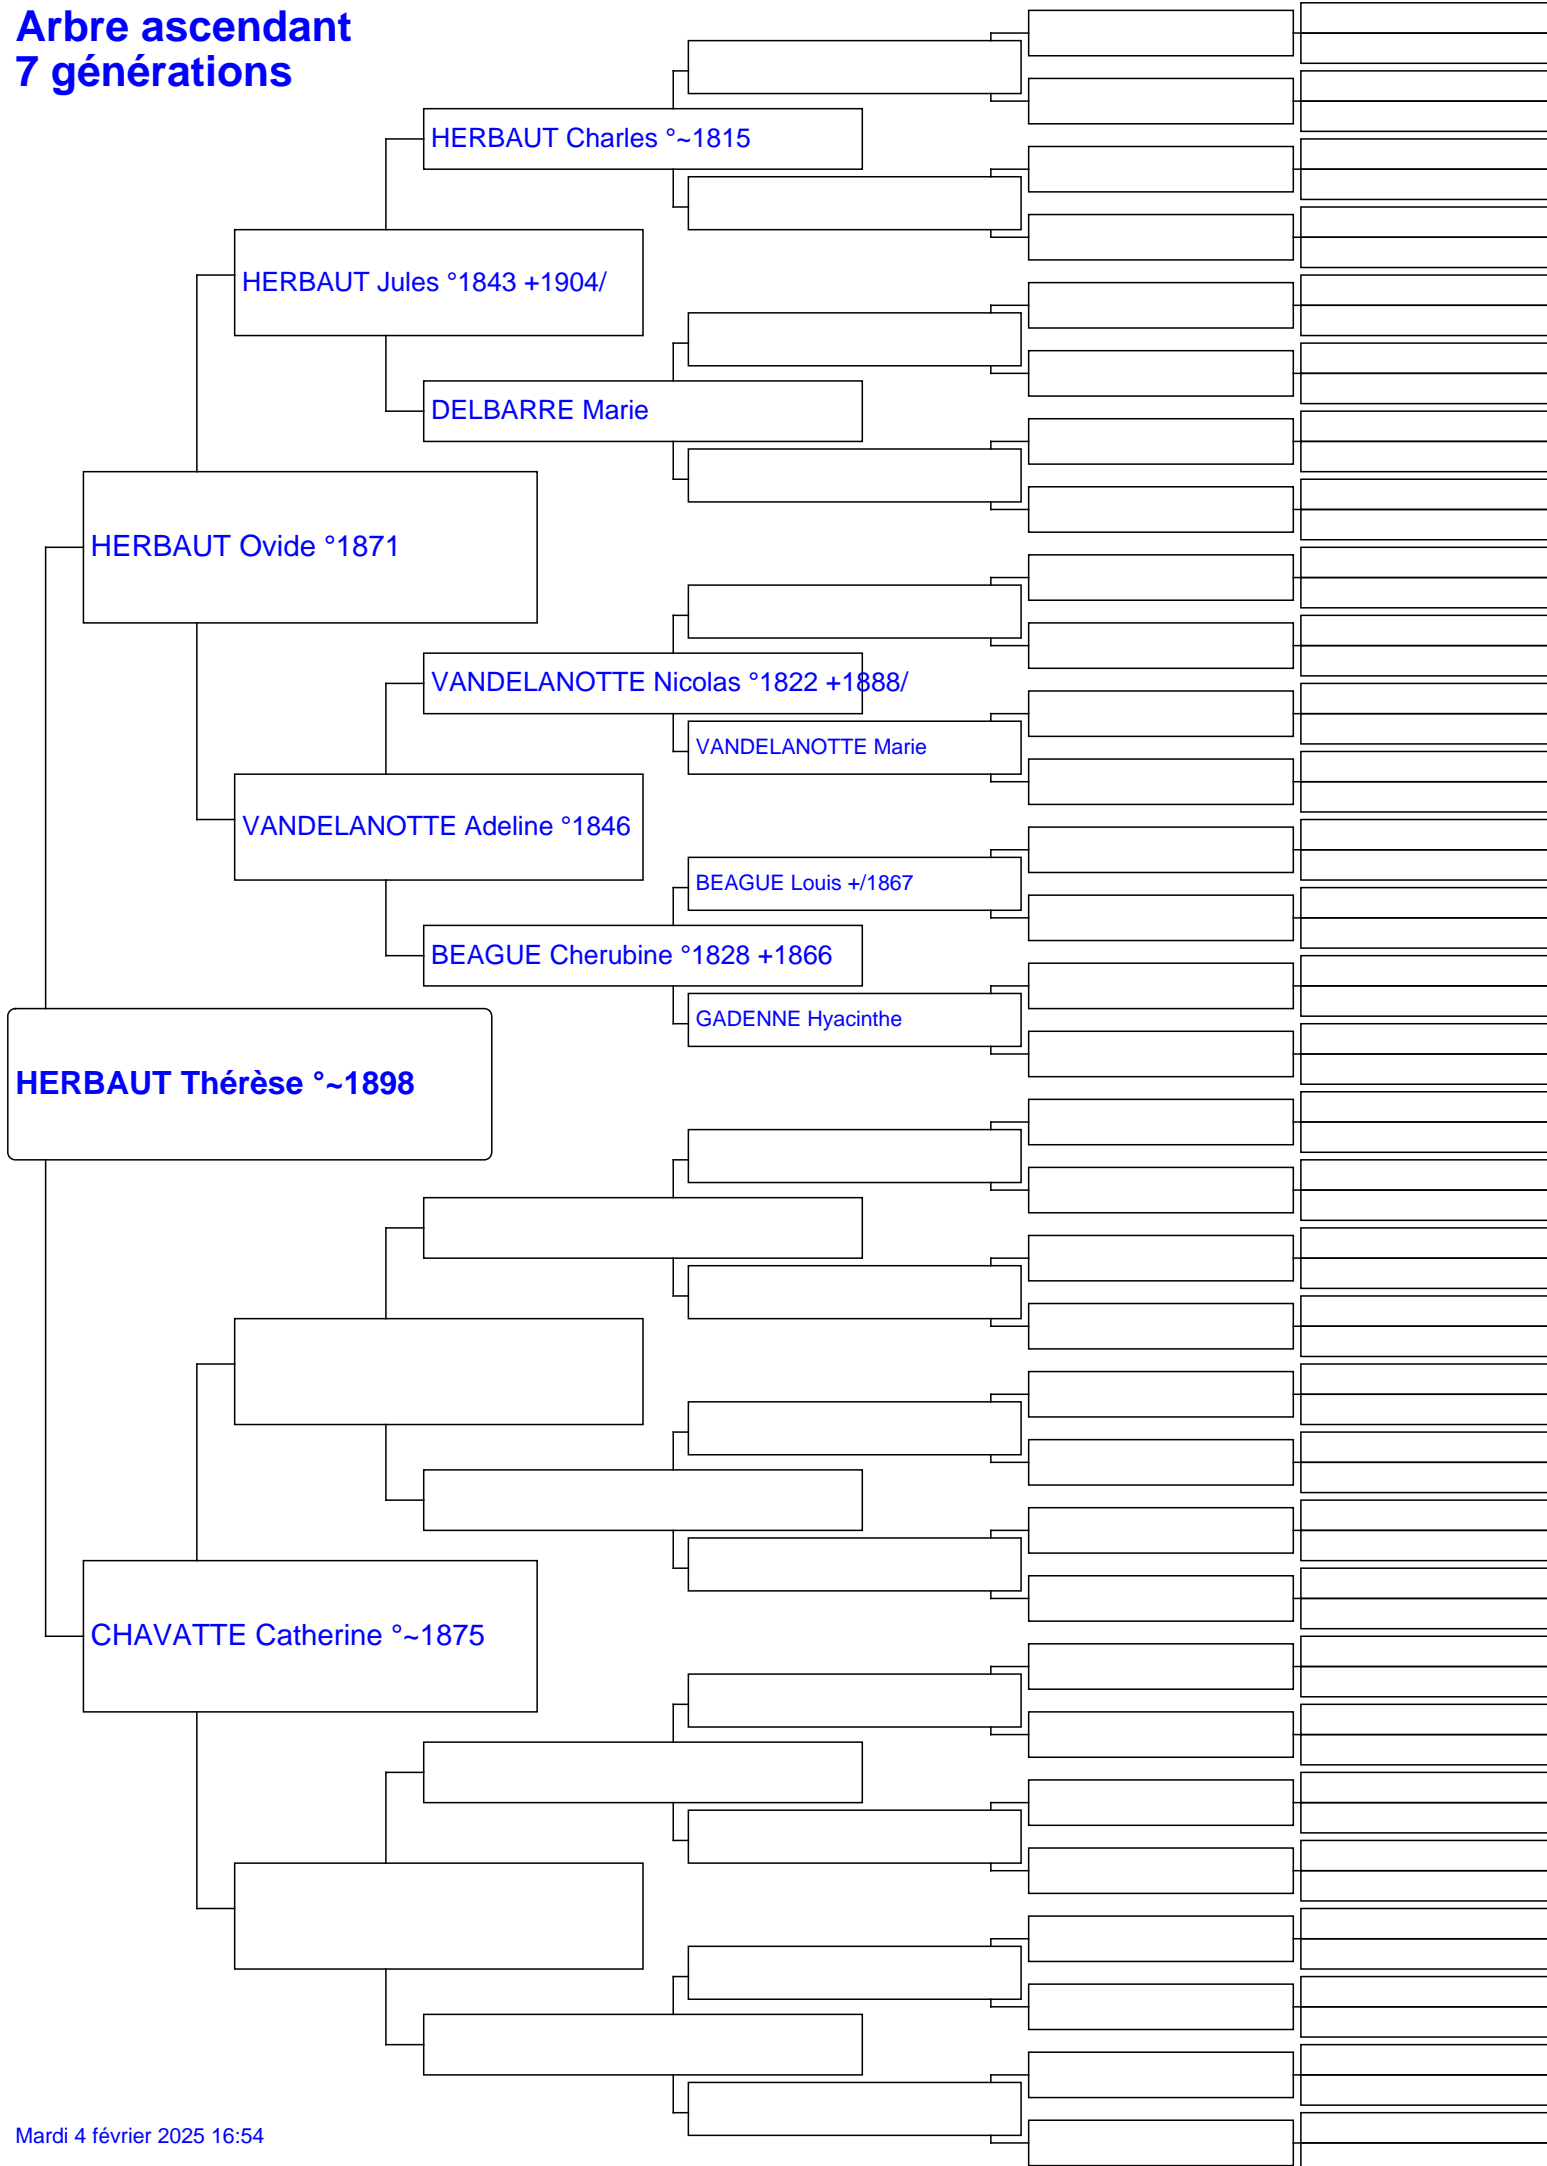 Arbre ascendant
7 générations
HERBAUT Charles °~1815
HERBAUT Jules °1843 +1904/
DELBARRE Marie
HERBAUT Ovide °1871
VANDELANOTTE Nicolas °1822 +1888/
VANDELANOTTE Marie
VANDELANOTTE Adeline °1846
BEAGUE Louis +/1867
BEAGUE Cherubine °1828 +1866
GADENNE Hyacinthe
HERBAUT Thérèse °~1898
CHAVATTE Catherine °~1875
Mardi 4 février 2025 16:54